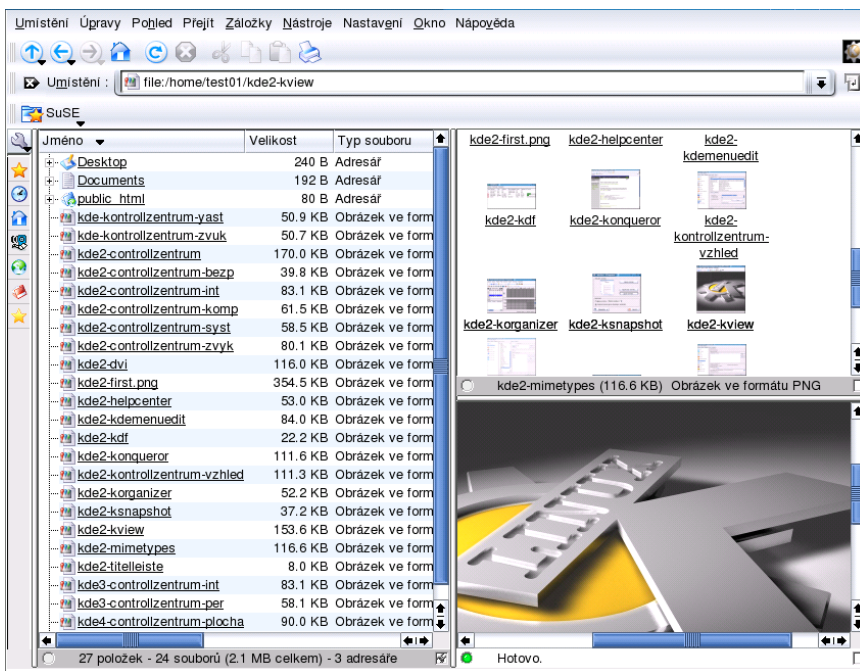 Umístění Úpravy Pohled Přejít Záložky Nástroje Nastavení Okno Nápověda
Umístění : file:/home/test01/kde2-kview
SuSE
Jméno Velikost Typ souboru
Desktop 240 B Adresář
Documents 192 B Adresář
public_html 80 B Adresář
kde-kontrollzentrum-yast 50.9 KB Obrázek ve form
kde-kontrollzentrum-zvuk 50.7 KB Obrázek ve form
kde2-controllzentrum 170.0 KB Obrázek ve form
kde2-controllzentrum-bezp 39.8 KB Obrázek ve form
kde2-controllzentrum-int 83.1 KB Obrázek ve form
kde2-controllzentrum-komp 61.5 KB Obrázek ve form
kde2-controllzentrum-syst 58.5 KB Obrázek ve form
kde2-controllzentrum-zvyk 80.1 KB Obrázek ve form
kde2-dvi 116.0 KB Obrázek ve form
kde2-first.png 354.5 KB Obrázek ve form
kde2-helpcenter 53.0 KB Obrázek ve form
kde2-kdemenuedit 84.0 KB Obrázek ve form
kde2-kdf 22.2 KB Obrázek ve form
kde2-konqueror 111.6 KB Obrázek ve form
kde2-kontrollzentrum-vzhled 111.3 KB Obrázek ve form
kde2-korganizer 52.2 KB Obrázek ve form
kde2-ksnapshot 37.2 KB Obrázek ve form
kde2-kview 153.6 KB Obrázek ve form
kde2-mimetypes 116.6 KB Obrázek ve form
kde2-titelleiste 8.0 KB Obrázek ve form
kde3-controllzentrum-int 83.1 KB Obrázek ve form
kde3-controllzentrum-per 58.1 KB Obrázek ve form
kde4-controllzentrum-plocha 90.0 KB Obrázek ve form
27 položek - 24 souborů (2.1 MB celkem) - 3 adresáře
kde2-first.png kde2-helpcenter kde2-
kdemenuedit
kde2-kdf kde2-konqueror kde2-
kontrollzentrum-
vzhled
kde2-korganizer kde2-ksnapshot kde2-kview
kde2-mimetypes (116.6 KB) Obrázek ve formátu PNG
LINUX
Hotovo.